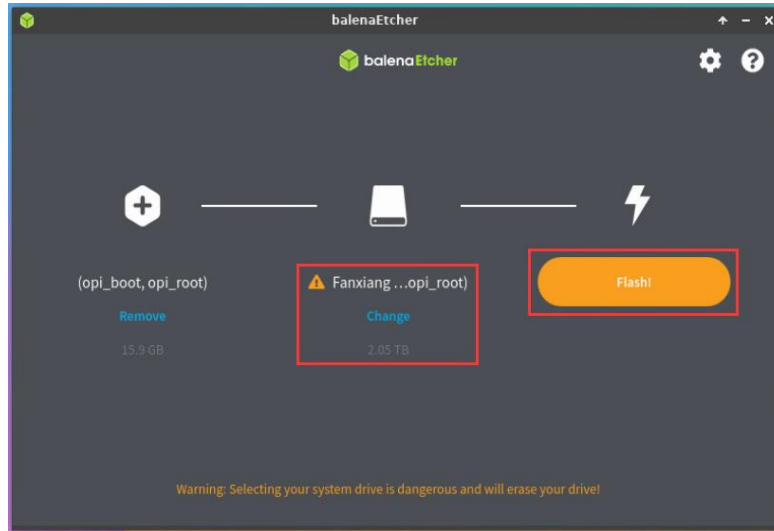 balenaEtcher
balenaEtcher
(opi_boot, opi_root)
Remove
15.9 GB
Fanxiang ...opi_root)
Change
2.05 TB
Flash!
Warning: Selecting your system drive is dangerous and will erase your drive!